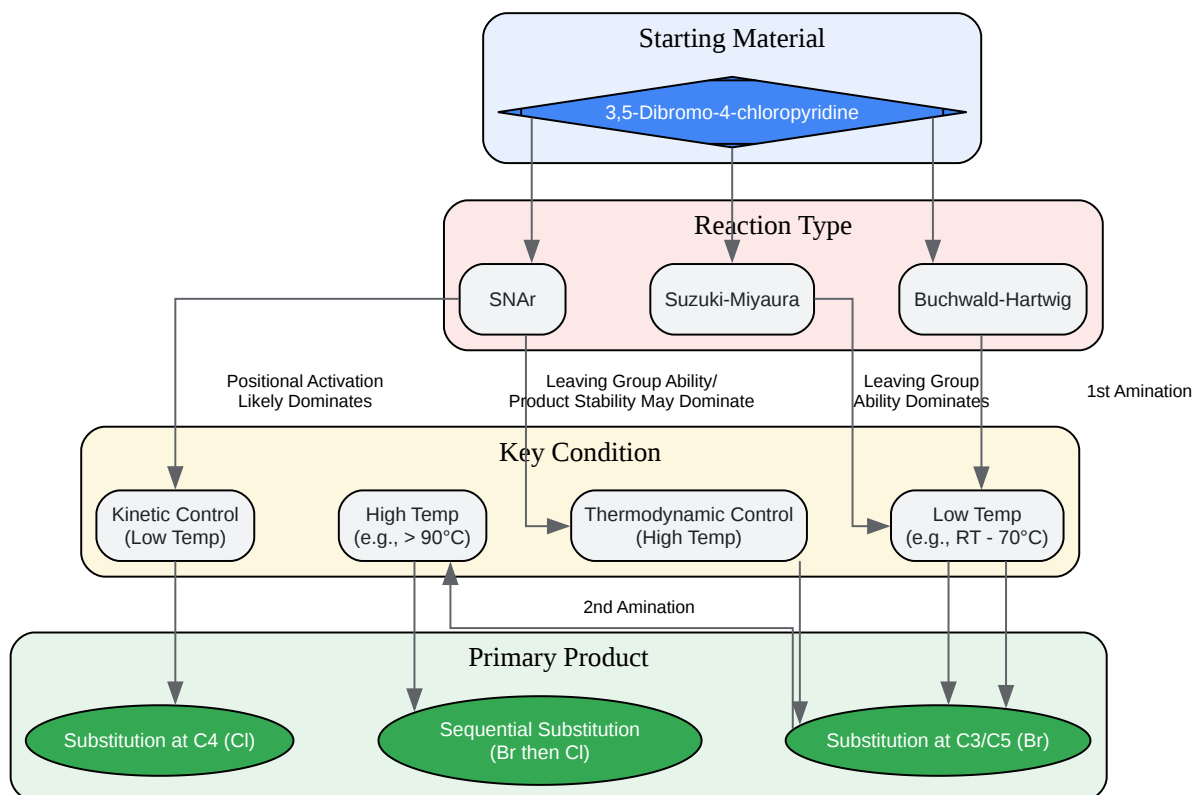 Starting Material
3,5-Dibromo-4-chloropyridine
Reaction Type
SNAr
Suzuki-Miyaura
Buchwald-Hartwig
Positional Activation
Likely Dominates
Leaving Group Ability/
Product Stability May Dominate
Leaving Group
Ability Dominates
1st Amination
Key Condition
Kinetic Control
(Low Temp)
High Temp
(e.g., > 90°C)
Thermodynamic Control
(High Temp)
Low Temp
(e.g., RT - 70°C)
2nd Amination
Primary Product
Substitution at C4 (Cl)
Sequential Substitution
(Br then Cl)
Substitution at C3/C5 (Br)